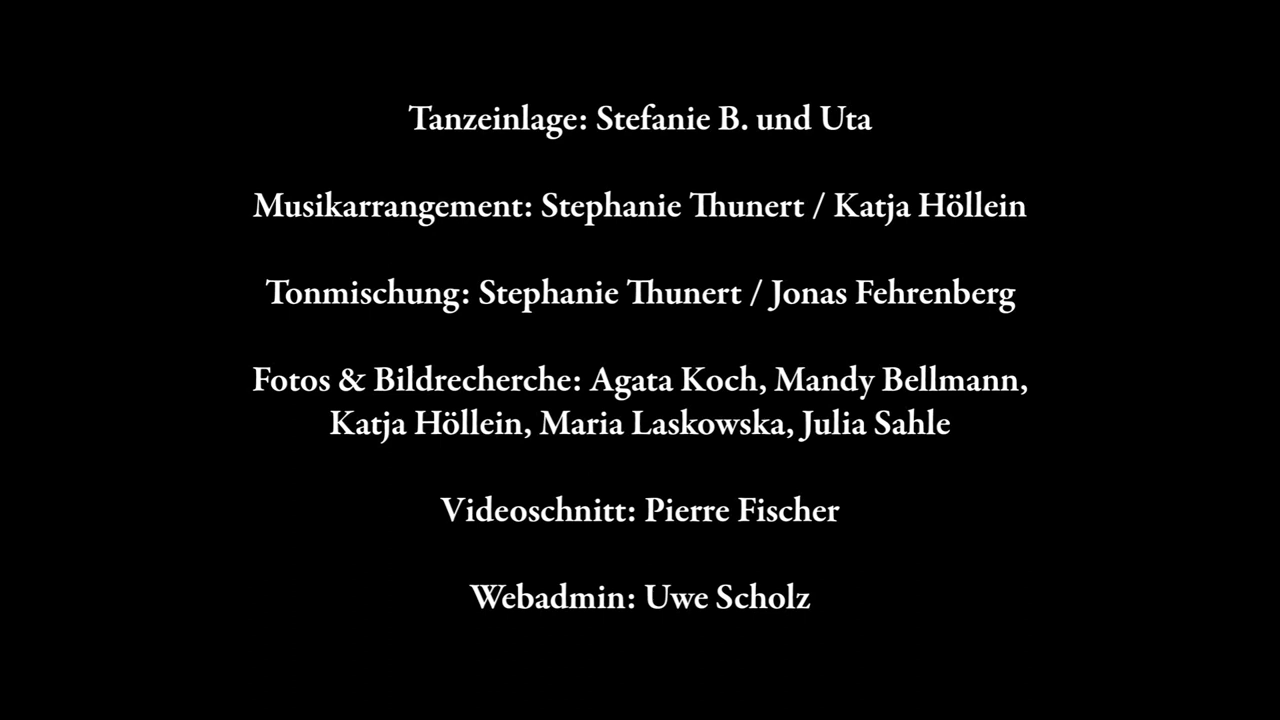 Tanzeinlage: Stefanie B. und Uta
Musikarrangement: Stephanie Thunert / Katja Höllein
Tonmischung: Stephanie Thunert / Jonas Fehrenberg
Fotos & Bildrecherche: Agata Koch, Mandy Bellmann,
Katja Höllein, Maria Laskowska, Julia Sahle
Videoschnitt: Pierre Fischer
Webadmin: Uwe Scholz